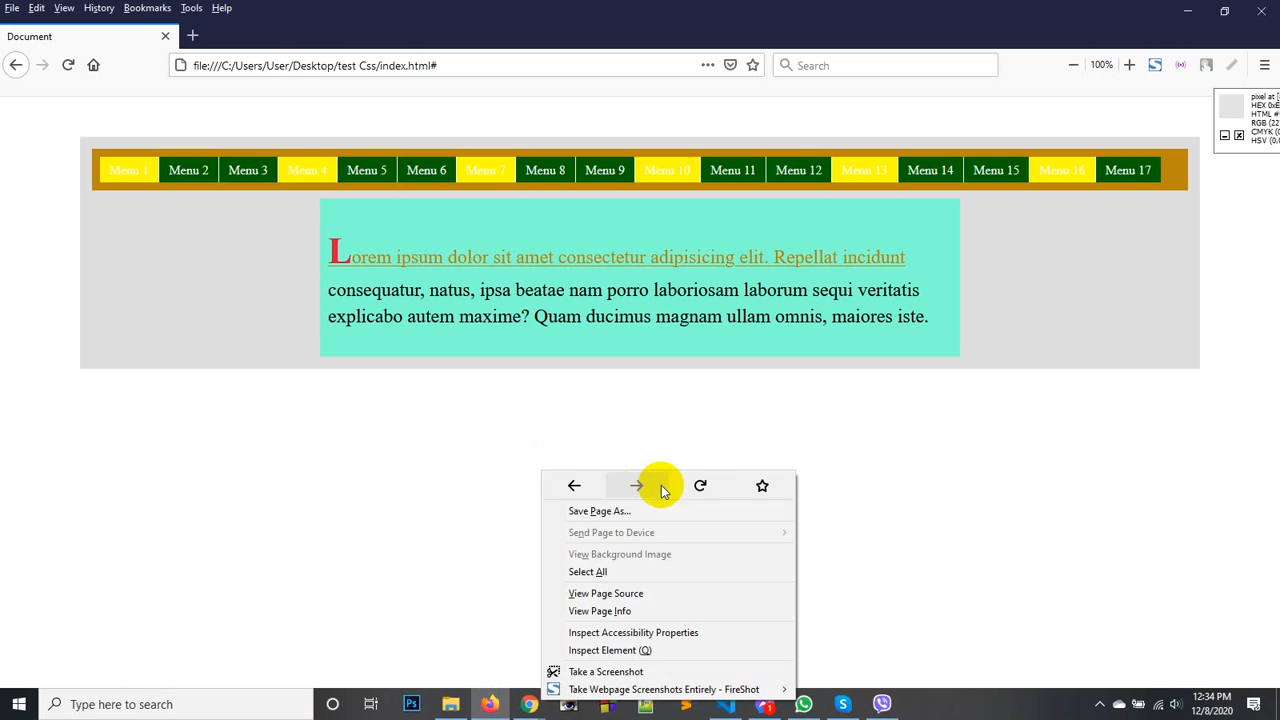 File Edit View History Bookmarks Tools Help
Document
file:///C:/Users/User/Desktop/test Css/index.html#
Search
100%
pixel at [
HEX 0xE
HTML #
RGB (22
CMYK (0
HSV (0,0
Menu 1 Menu 2 Menu 3 Menu 4 Menu 5 Menu 6 Menu 7 Menu 8 Menu 9 Menu 10 Menu 11 Menu 12 Menu 13 Menu 14 Menu 15 Menu 16 Menu 17
Lorem ipsum dolor sit amet consectetur adipisicing elit. Repellat incidunt
consequatur, natus, ipsa beatae nam porro laboriosam laborum sequi veritatis
explicabo autem maxime? Quam ducimus magnam ullam omnis, maiores iste.
Save Page As...
Send Page to Device
View Background Image
Select All
View Page Source
View Page Info
Inspect Accessibility Properties
Inspect Element (Q)
Take a Screenshot
Take Webpage Screenshots Entirely - FireShot
Type here to search
Ps
1
12:34 PM
12/8/2020